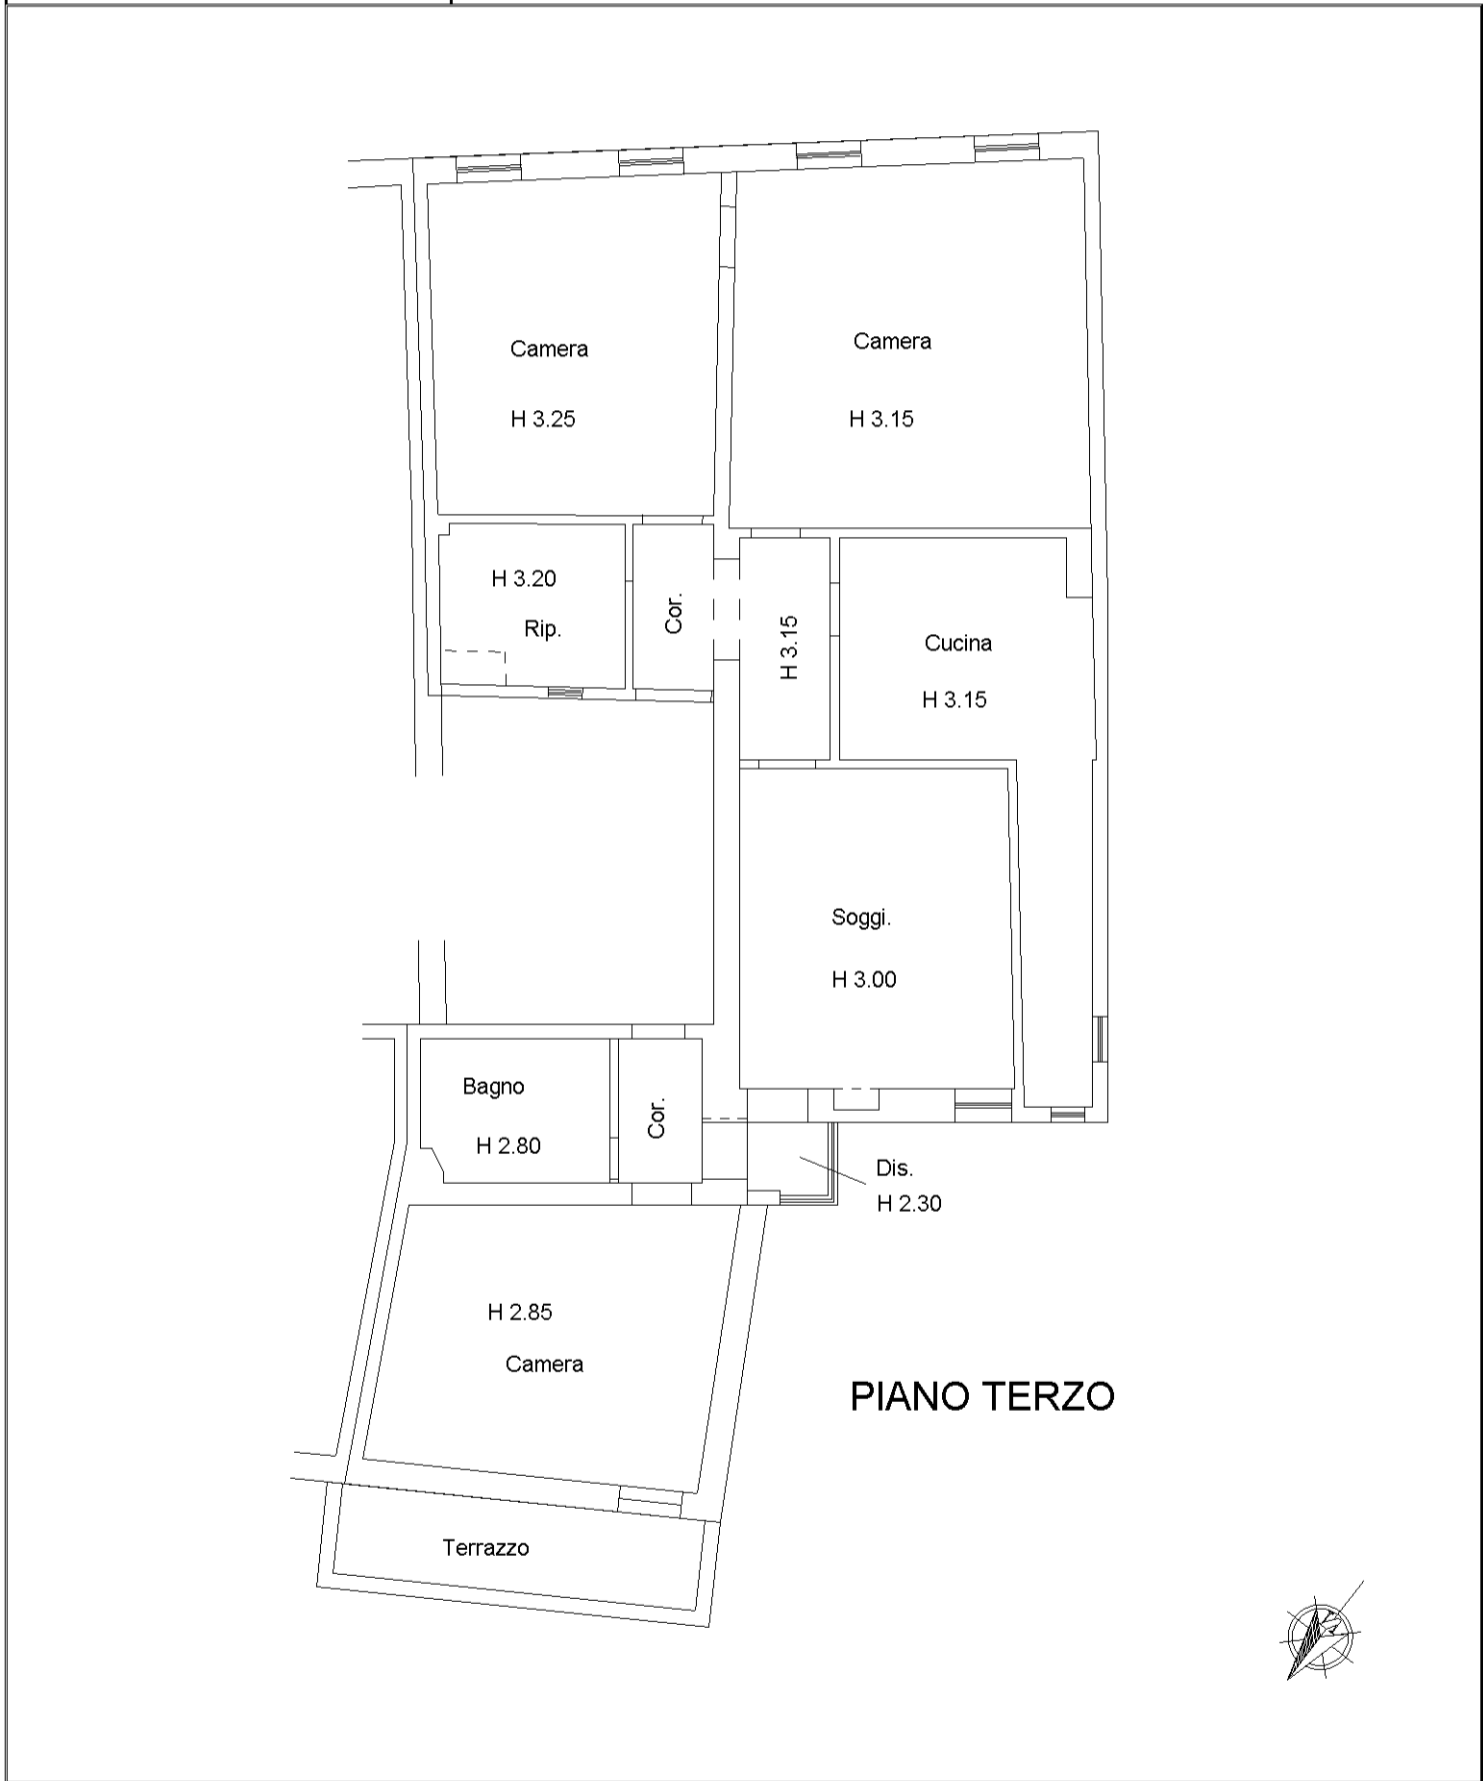 Camera
H 3.25
Camera
H 3.15
H 3.20
Rip.
Cor.
H 3.15
Cucina
H 3.15
Soggi.
H 3.00
Bagno
H 2.80
Cor.
Dis.
H 2.30
H 2.85
Camera
PIANO TERZO
Terrazzo